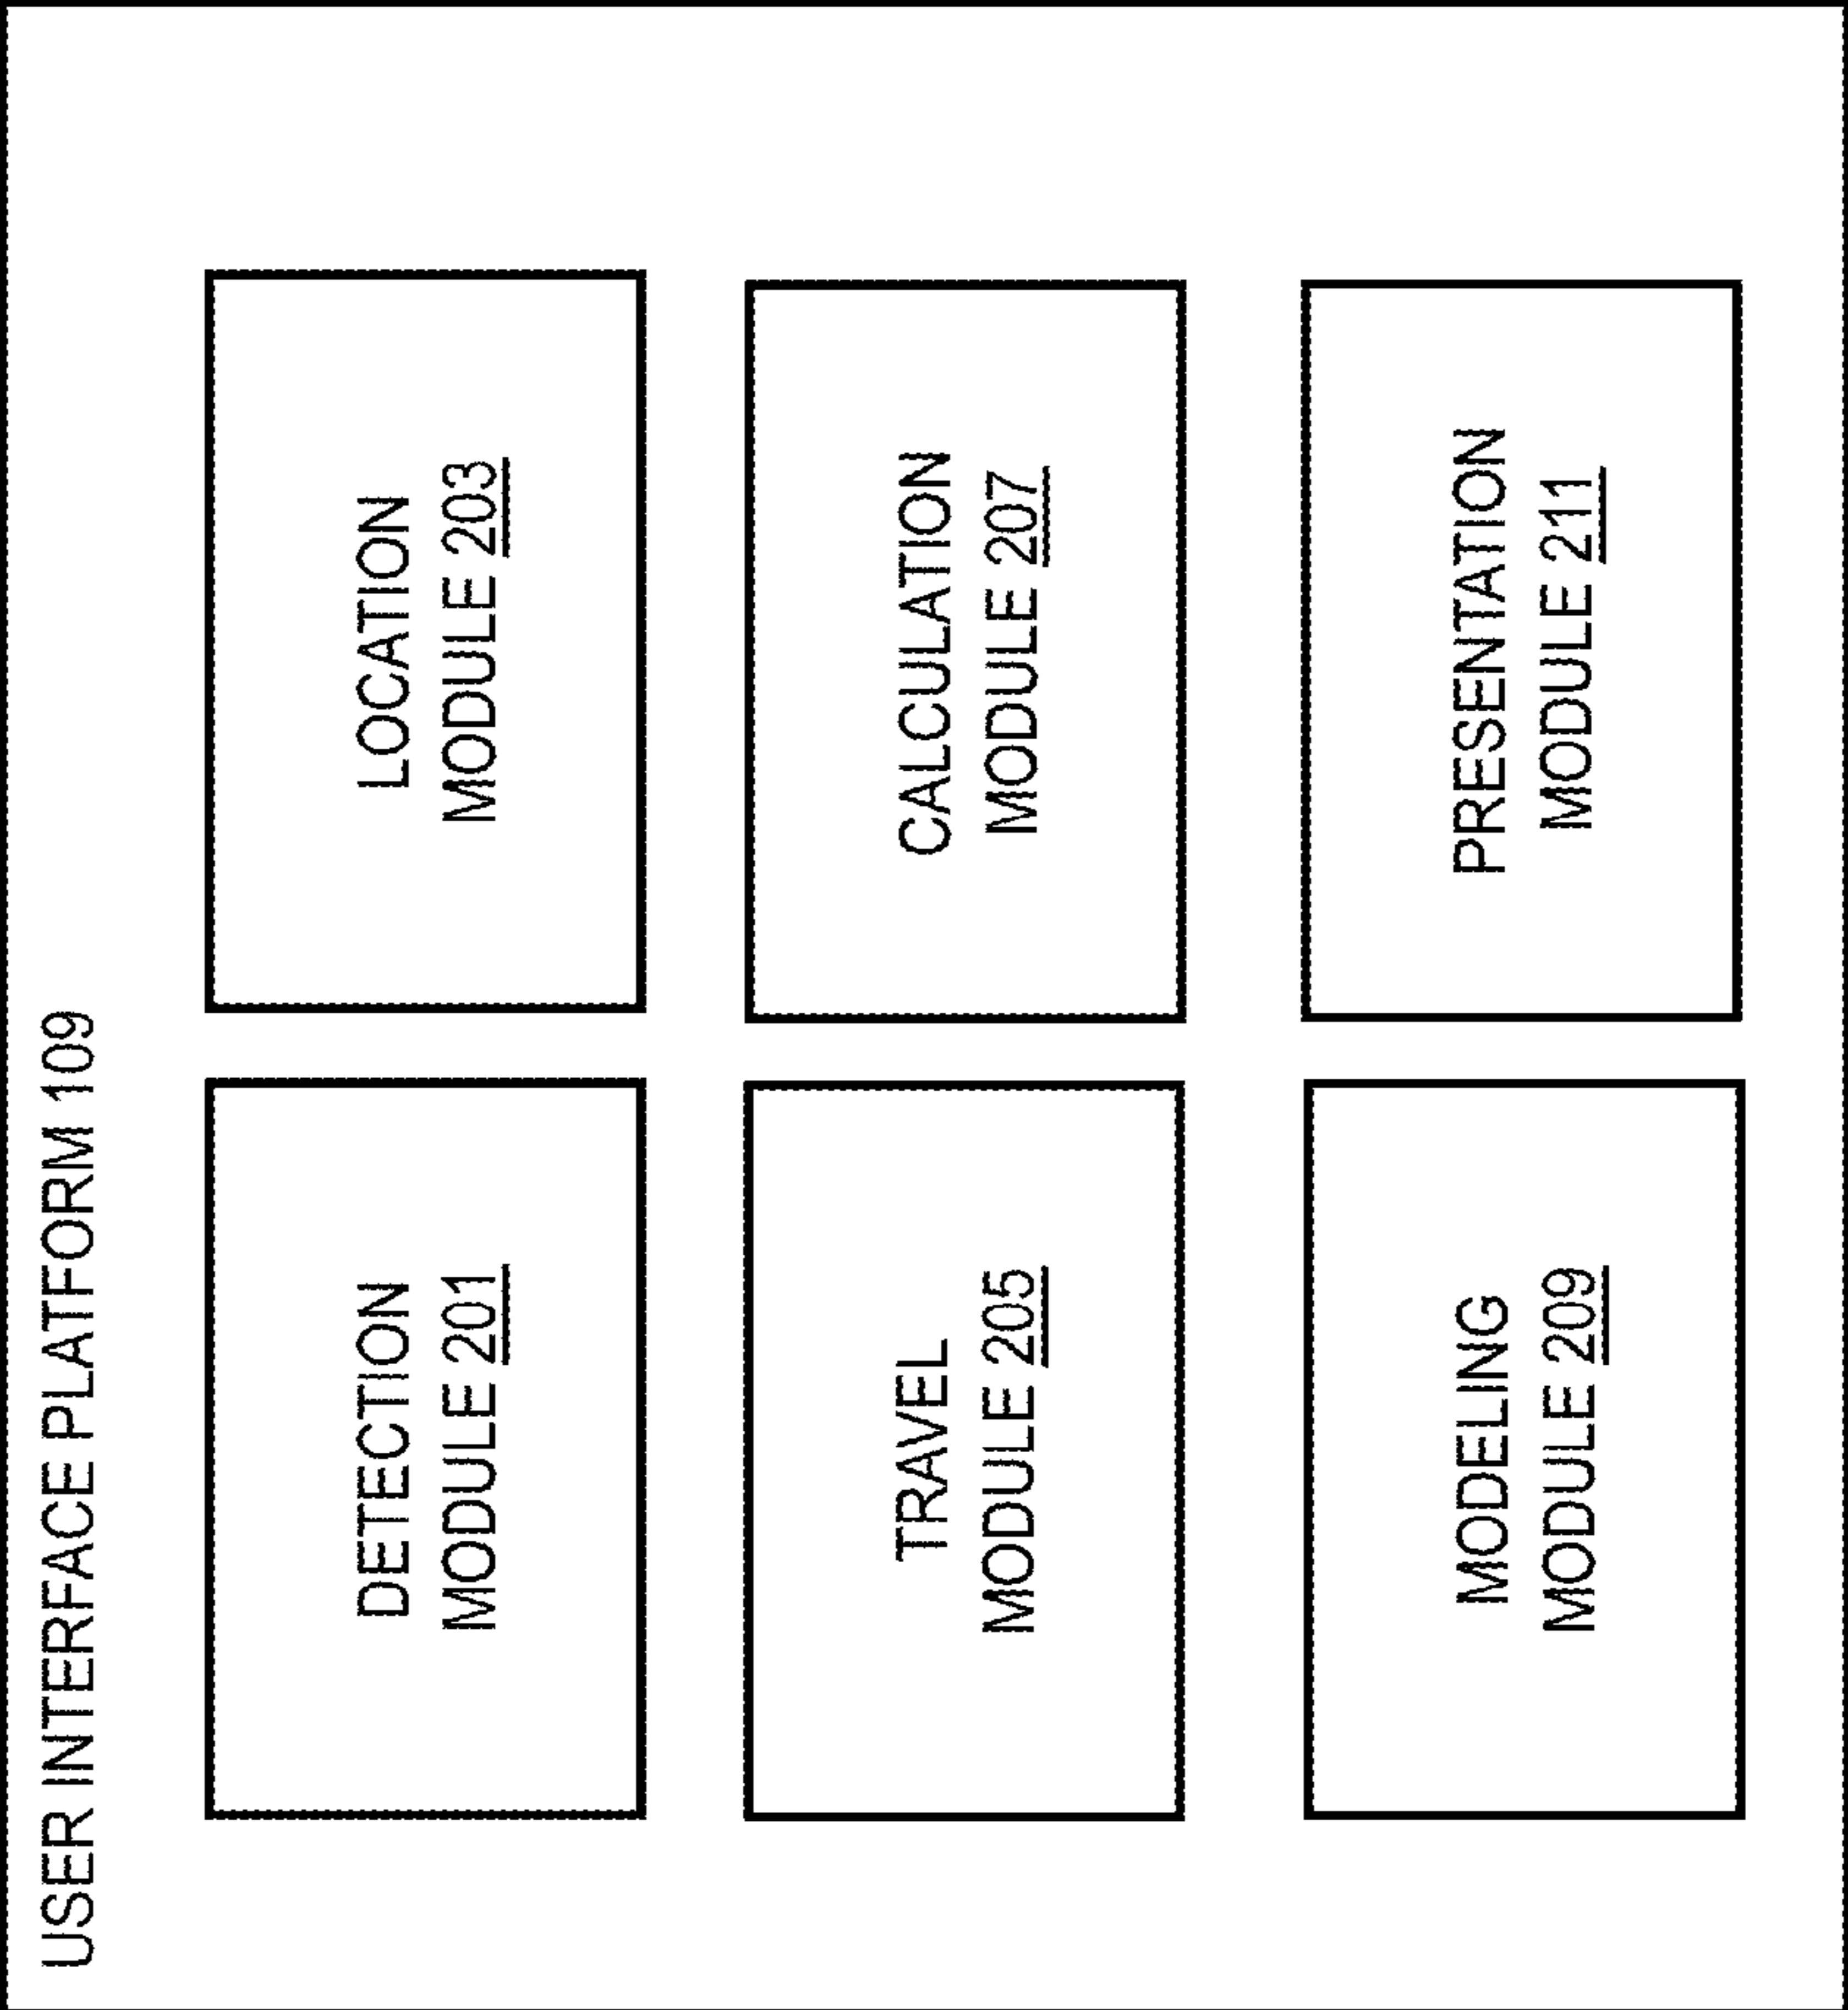 USER INTERFACE PLATFORM 109
DETECTION
MODULE 201
LOCATION
MODULE 203
TRAVEL
MODULE 205
CALCULATION
MODULE 207
MODELING
MODULE 209
PRESENTATION
MODULE 211